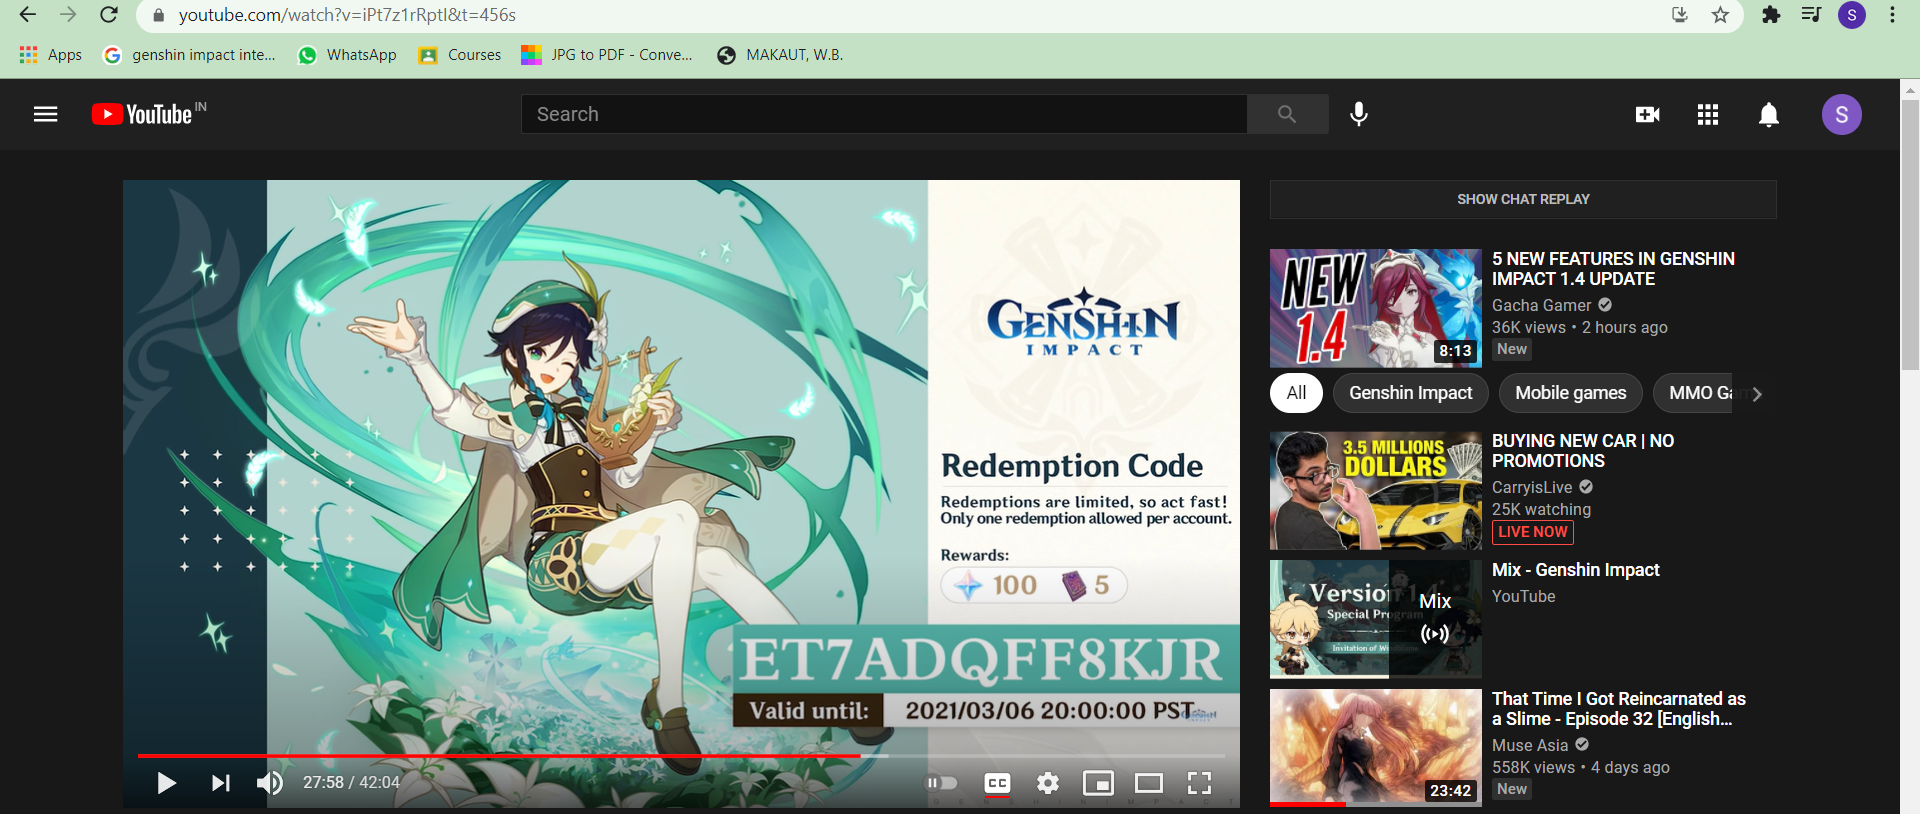 youtube.com/watch?v=iPt7z1rRptI&t=456s
S
Apps
genshin impact inte...
WhatsApp
Courses
JPG to PDF - Conve...
MAKAUT, W.B.
YouTube IN
Search
S
GENSHIN
IMPACT
Redemption Code
Redemptions are limited, so act fast!
Only one redemption allowed per account.
Rewards:
100 5
ET7ADQFF8KJR
Valid until: 2021/03/06 20:00:00 PST
27:58 / 42:04
CC
SHOW CHAT REPLAY
NEW
1.4
8:13
5 NEW FEATURES IN GENSHIN
IMPACT 1.4 UPDATE
Gacha Gamer
36K views • 2 hours ago
New
All
Genshin Impact
Mobile games
MMO Ga
3.5 MILLIONS
DOLLARS
BUYING NEW CAR | NO
PROMOTIONS
CarryisLive
25K watching
LIVE NOW
Version 1
Special Program
Invitation of Windblume
Mix
Mix - Genshin Impact
YouTube
23:42
That Time I Got Reincarnated as
a Slime - Episode 32 [English...
Muse Asia
558K views • 4 days ago
New